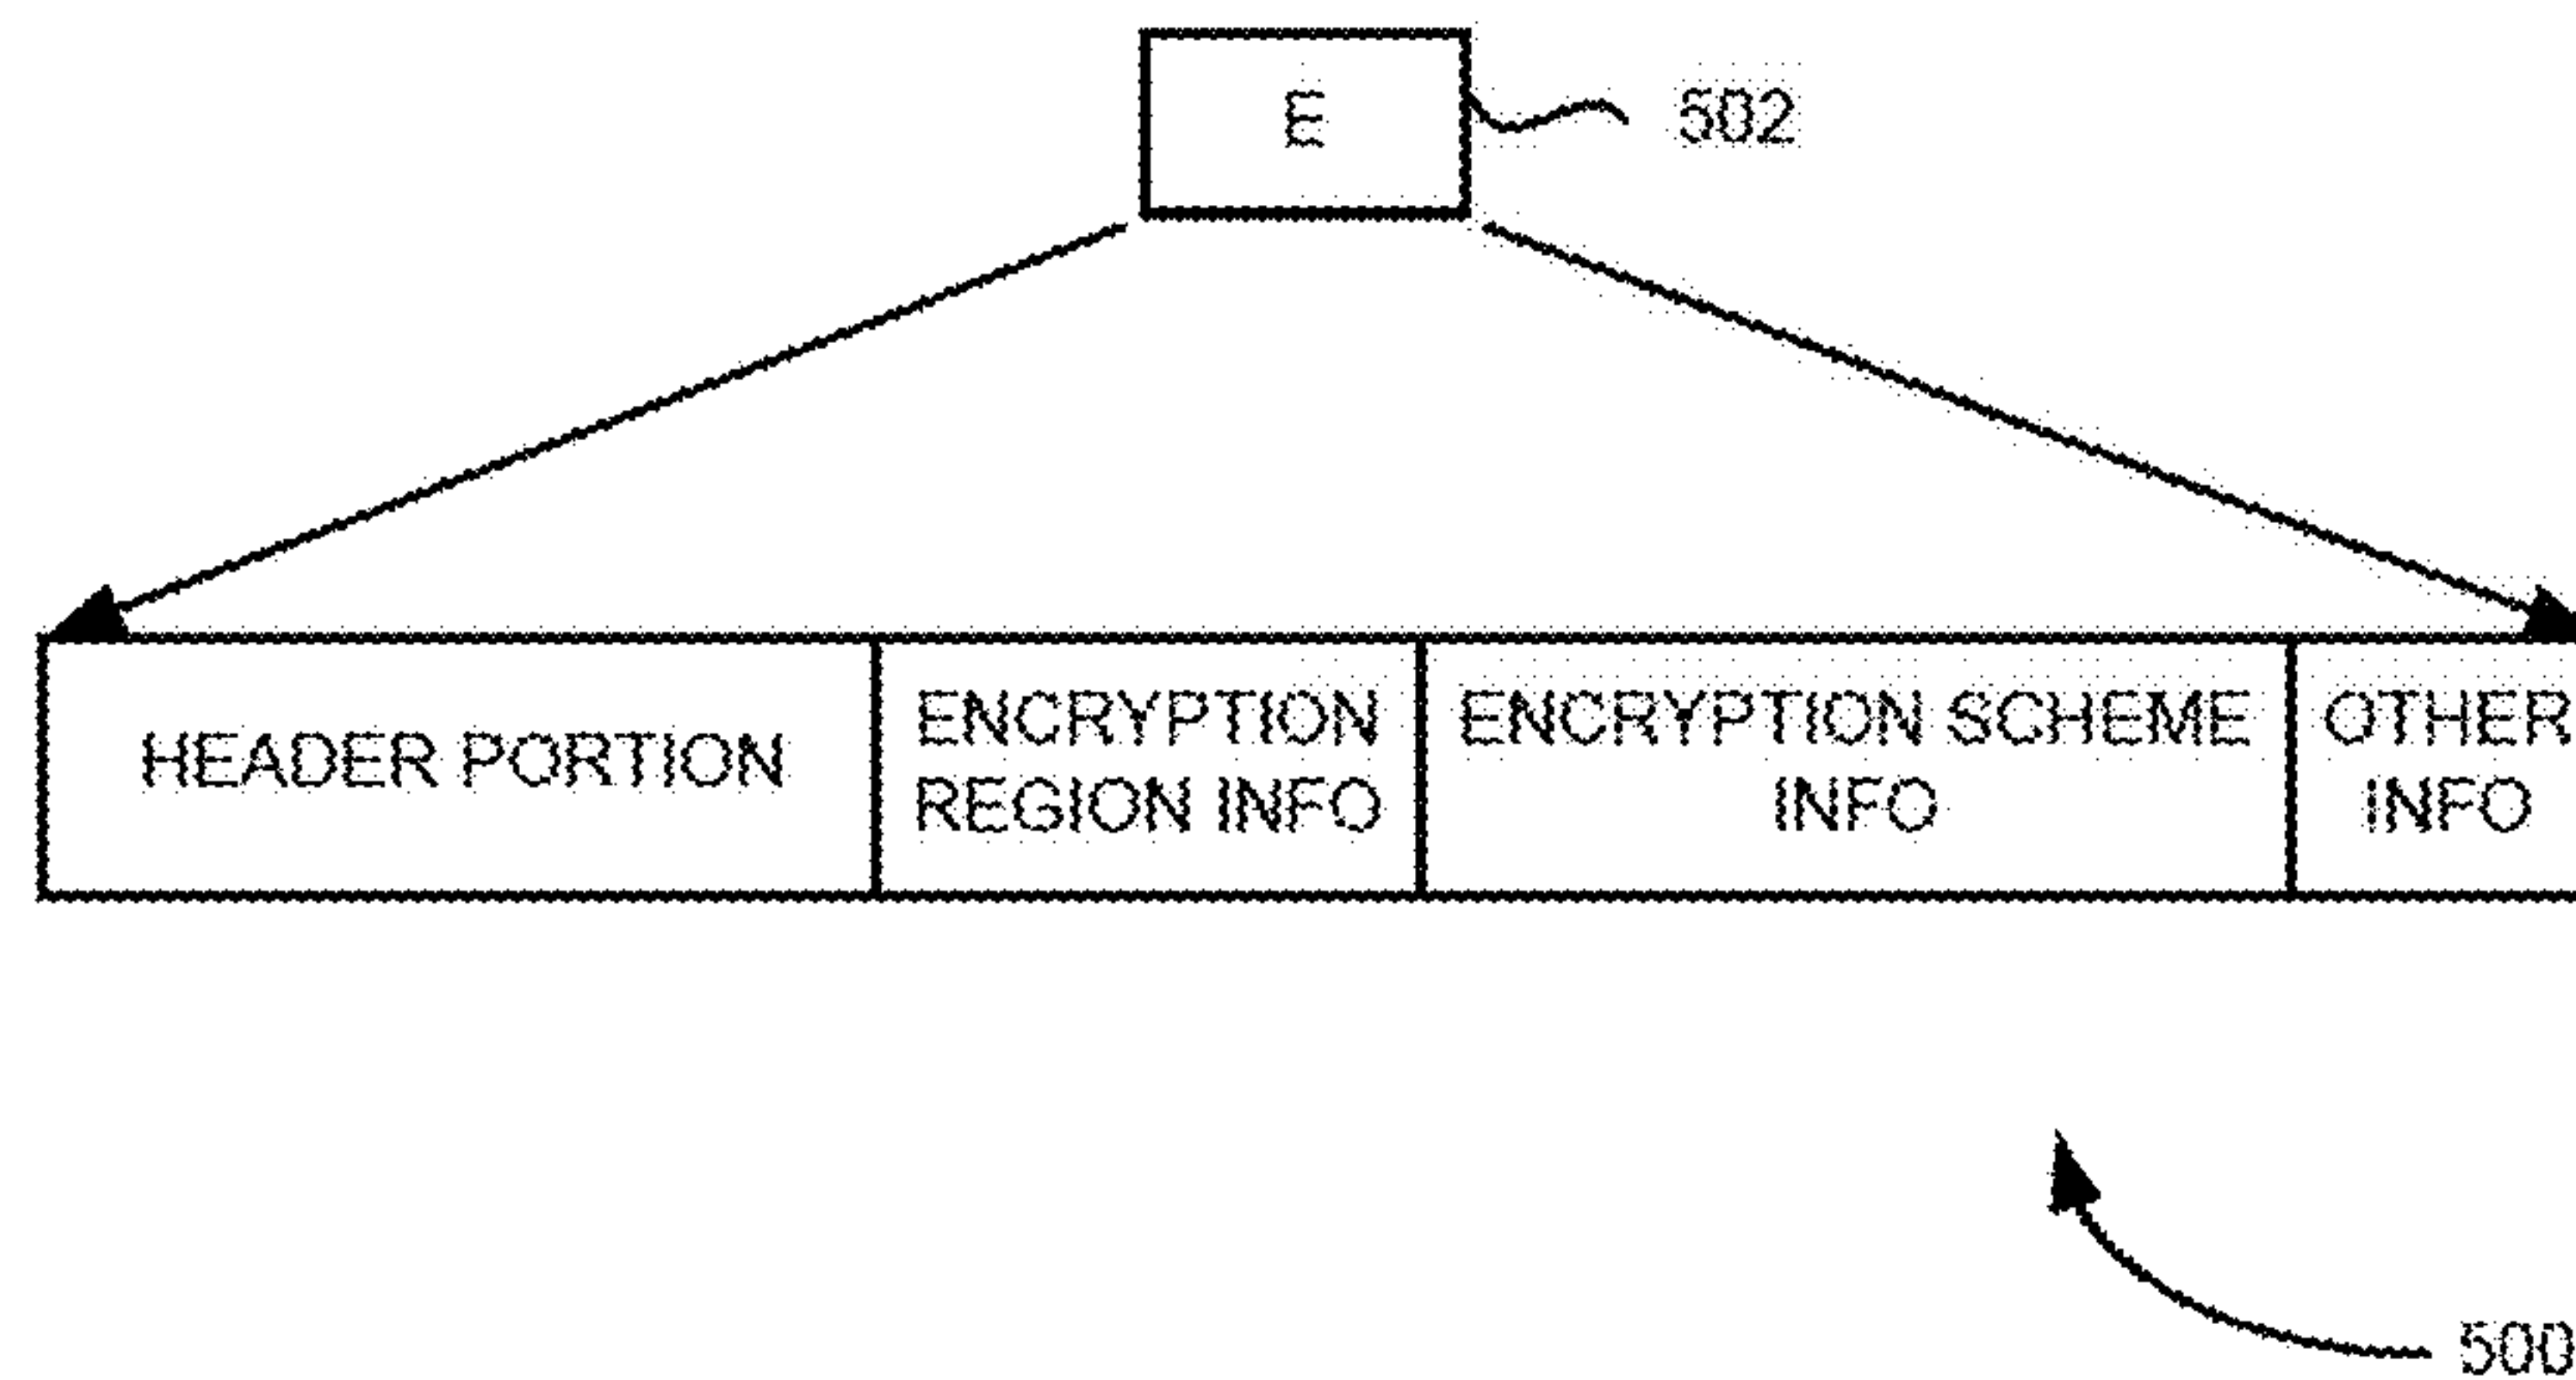 E
502
HEADER PORTION
ENCRYPTION
REGION INFO
ENCRYPTION SCHEME
INFO
OTHER
INFO
500